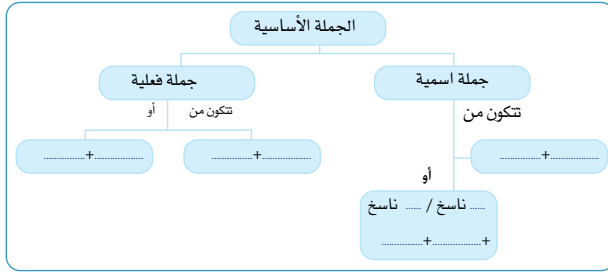 الجملة الأساسية
جملة اسمية
جملة فعلية
تتكون من
تتكون من
أو
...............+...............
...............+...............
...............+...............
أو
..... ناسخ / ..... ناسخ
+...............+...............